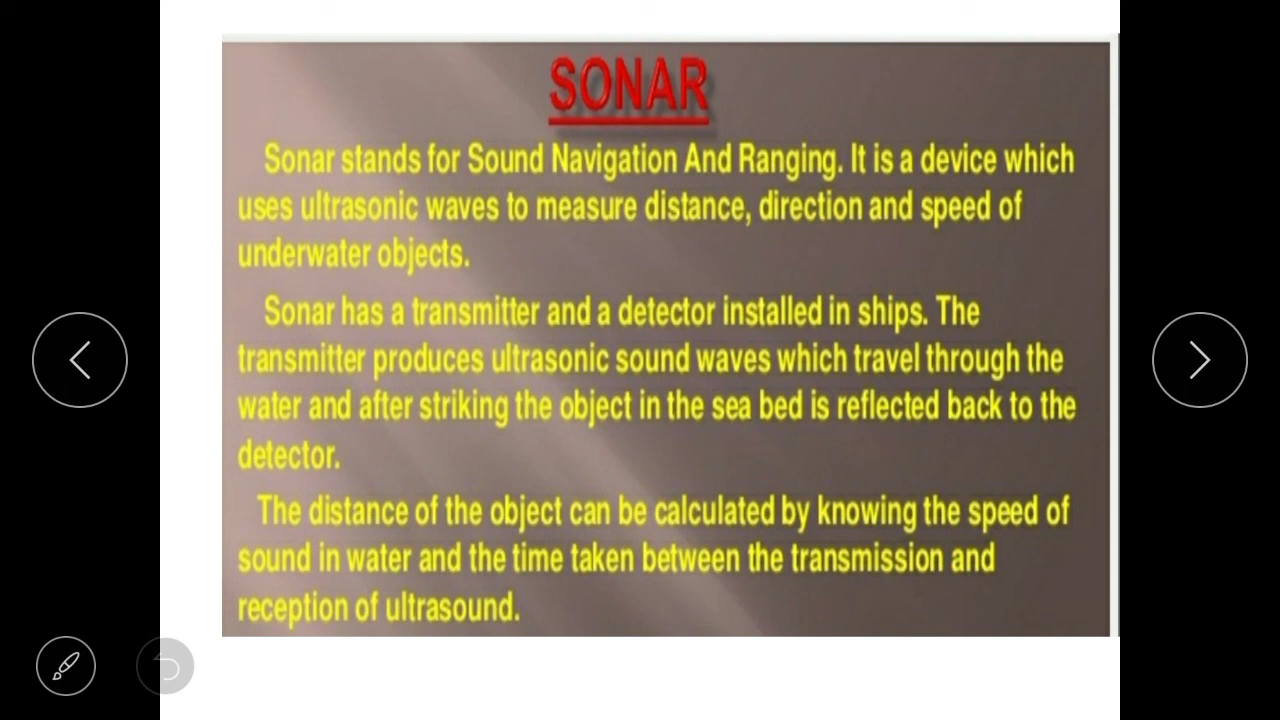 SONAR
Sonar stands for Sound Navigation And Ranging. It is a device which
uses ultrasonic waves to measure distance, direction and speed of
underwater objects.
Sonar has a transmitter and a detector installed in ships. The
transmitter produces ultrasonic sound waves which travel through the
water and after striking the object in the sea bed is reflected back to the
detector.
The distance of the object can be calculated by knowing the speed of
sound in water and the time taken between the transmission and
reception of ultrasound.